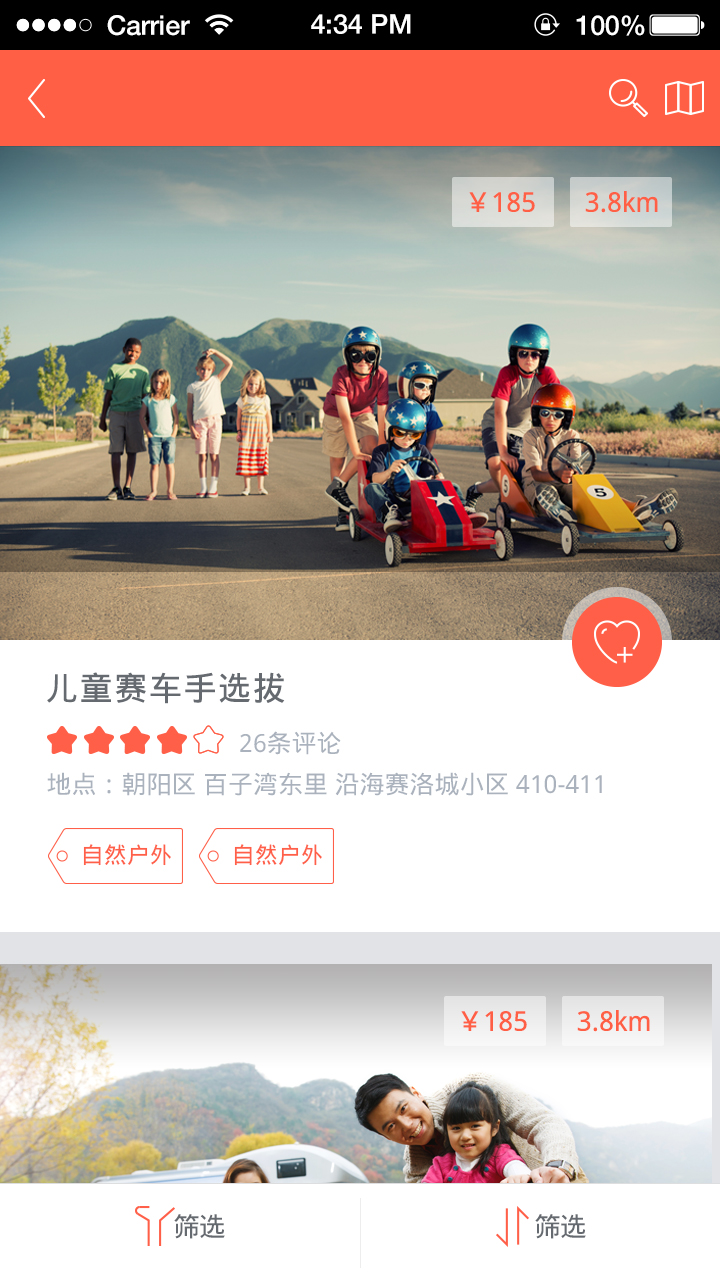 Carrier 4:34 PM 100%
￥185 3.8km
5
5
儿童赛车手选拔
26条评论
地点：朝阳区 百子湾东里 沿海赛洛城小区 410-411
自然户外 自然户外
￥185 3.8km
筛选 筛选